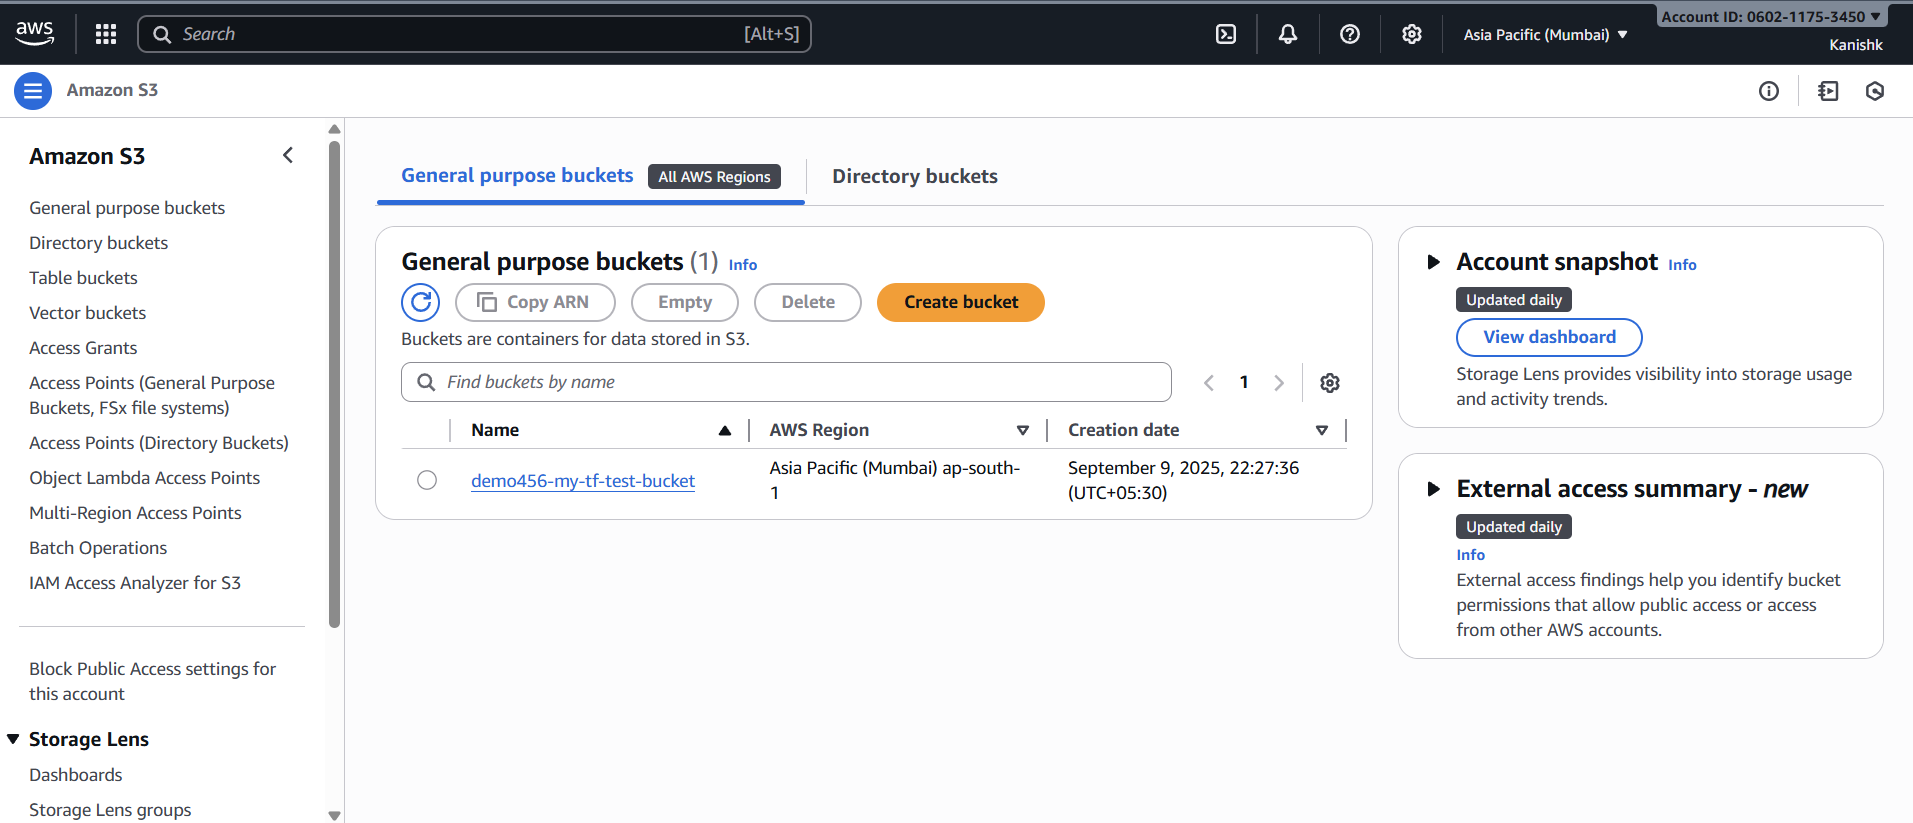 aws
Search
[Alt+S]
Asia Pacific (Mumbai)
Account ID: 0602-1175-3450
Kanishk
Amazon S3
Amazon S3
General purpose buckets
Directory buckets
Table buckets
Vector buckets
Access Grants
Access Points (General Purpose
Buckets, FSx file systems)
Access Points (Directory Buckets)
Object Lambda Access Points
Multi-Region Access Points
Batch Operations
IAM Access Analyzer for S3
Block Public Access settings for
this account
Storage Lens
Dashboards
Storage Lens groups
General purpose buckets All AWS Regions
Directory buckets
General purpose buckets (1) Info
Copy ARN
Empty
Delete
Create bucket
Buckets are containers for data stored in S3.
Find buckets by name
1
Name AWS Region Creation date
demo456-my-tf-test-bucket
Asia Pacific (Mumbai) ap-south-
1
September 9, 2025, 22:27:36
(UTC+05:30)
Account snapshot Info
Updated daily
View dashboard
Storage Lens provides visibility into storage usage
and activity trends.
External access summary - new
Updated daily
Info
External access findings help you identify bucket
permissions that allow public access or access
from other AWS accounts.